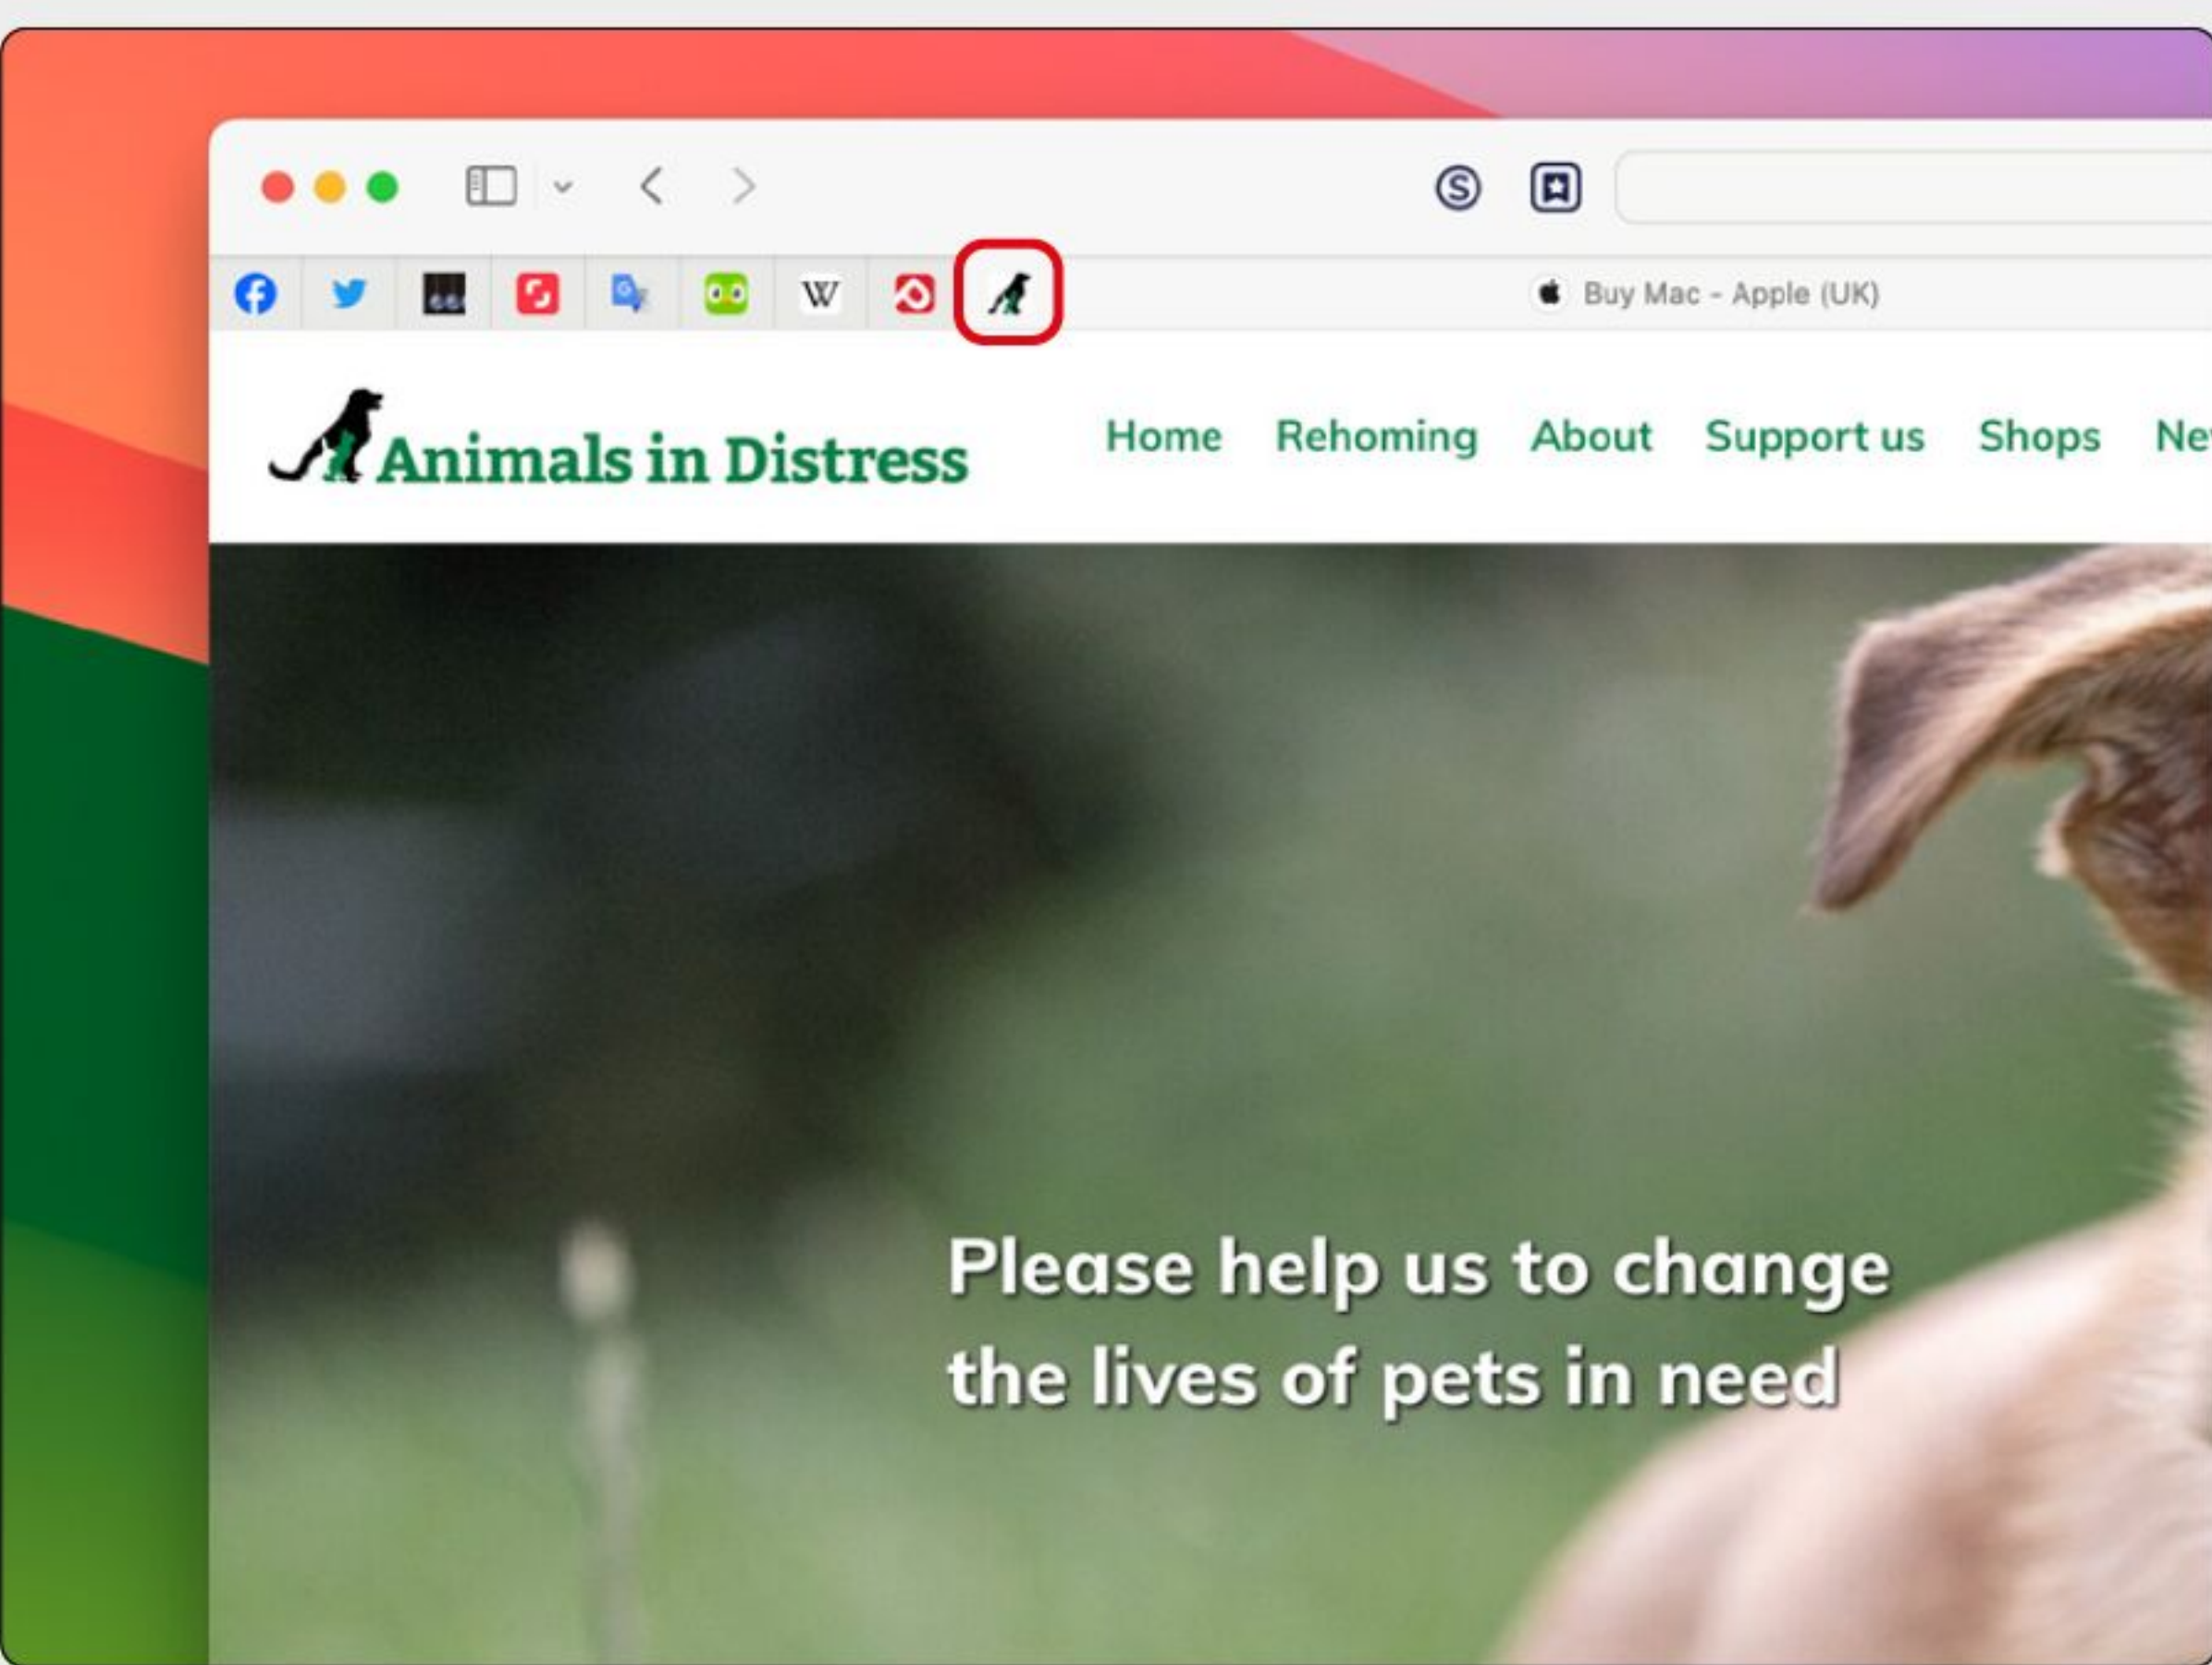 Buy Mac - Apple (UK)
Animals in Distress
Home Rehoming About Support us Shops
Please help us to change
the lives of pets in need